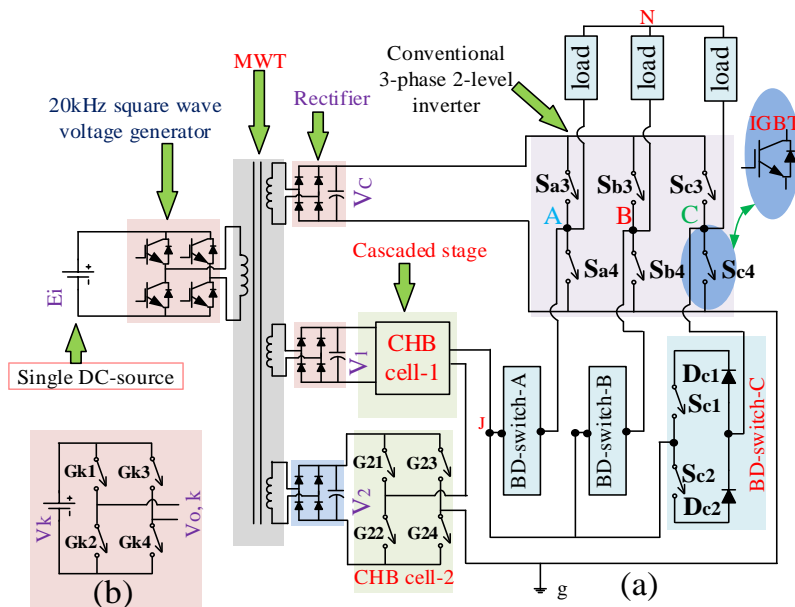 N
MWT
Conventional
3-phase 2-level
inverter
load
load
load
Rectifier
20kHz square wave
voltage generator
IGBT
VC
Sa3
Sb3
Sc3
A
B
C
Sa4
Sb4
Sc4
Cascaded stage
Ei
+
-
Single DC-source
V1
CHB
cell-1
J
BD-switch-A
BD-switch-B
Dc1
Sc1
Sc2
Dc2
BD-switch-C
V2
G21
G23
G22
G24
CHB cell-2
Gk1
Gk3
Gk2
Gk4
Vk
+
-
Vo, k
(b)
g
(a)